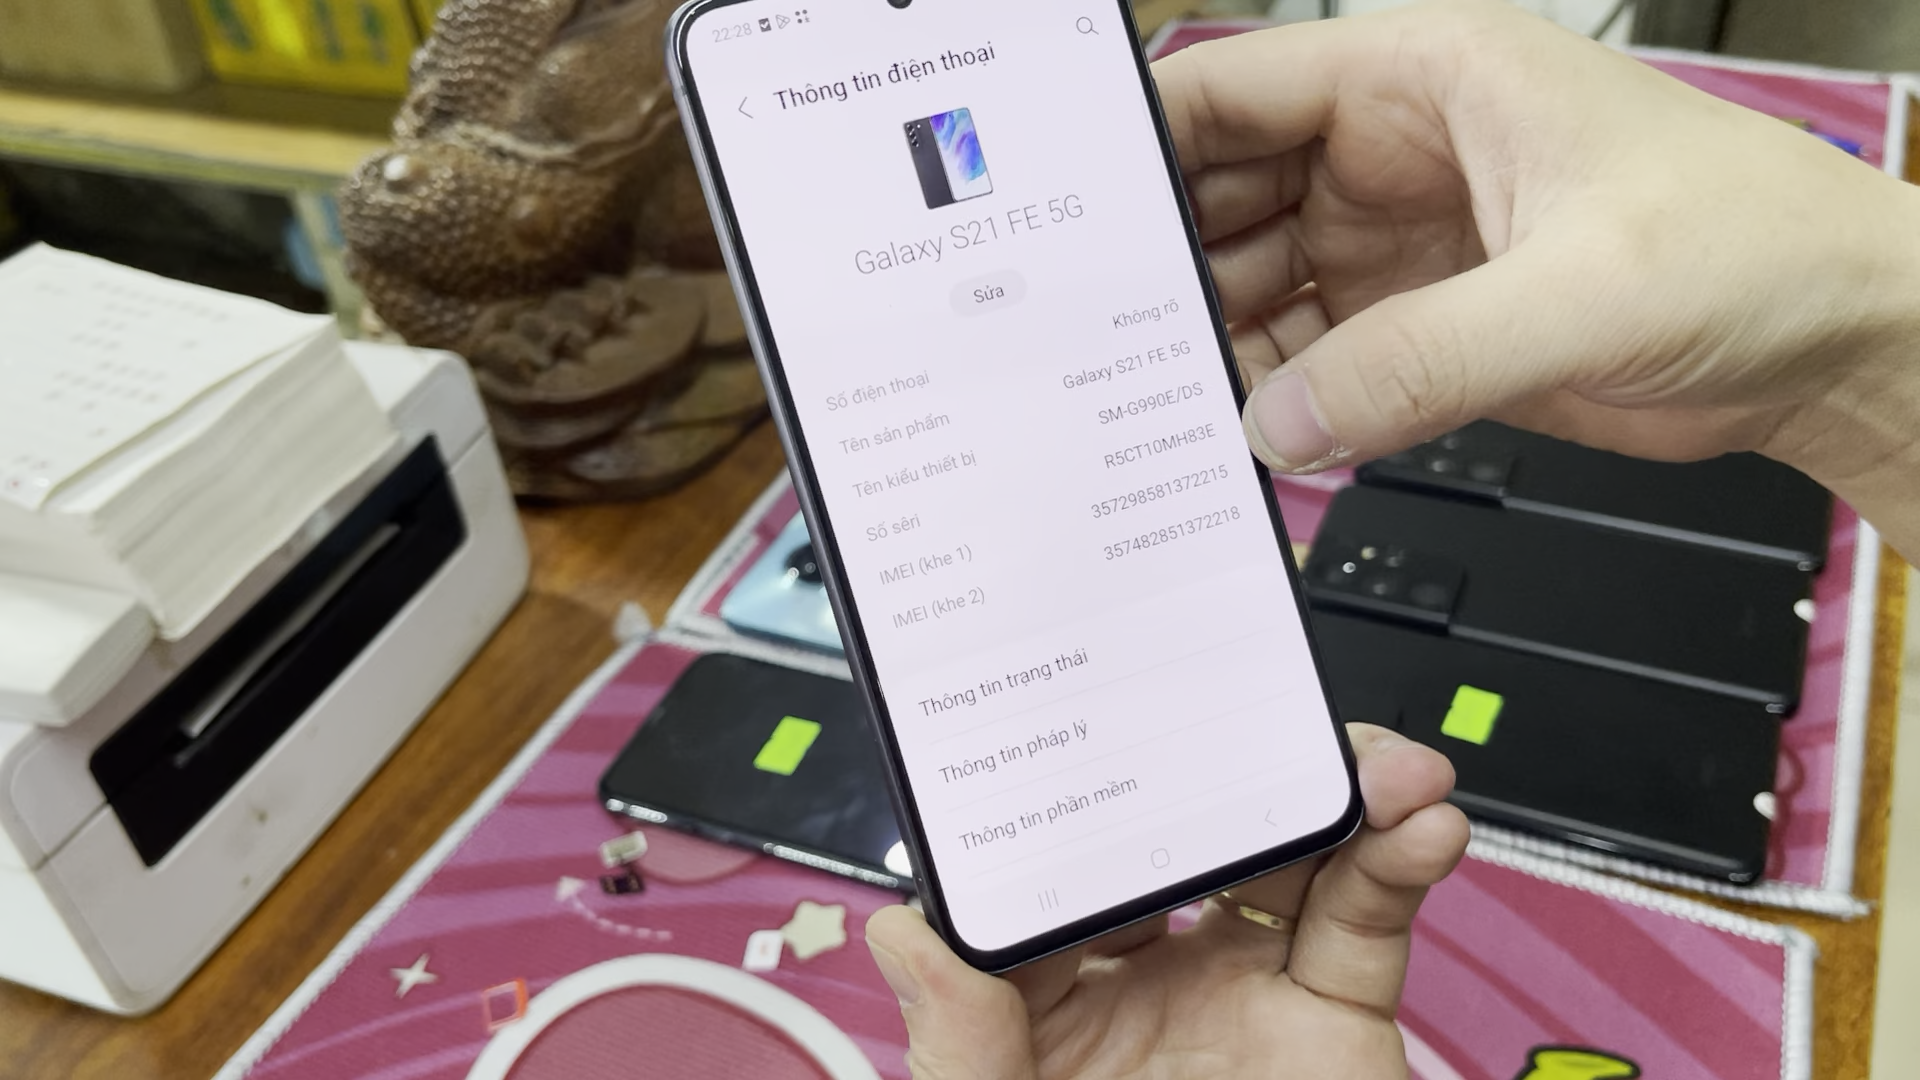 22:28
Thông tin điện thoại
Galaxy S21 FE 5G
Sửa
Số điện thoại Không rõ
Tên sản phẩm Galaxy S21 FE 5G
Tên kiểu thiết bị SM-G990E/DS
Số sêri R5CT10MH83E
IMEI (khe 1) 357298581372215
IMEI (khe 2) 357482851372218
Thông tin trạng thái
Thông tin pháp lý
Thông tin phần mềm